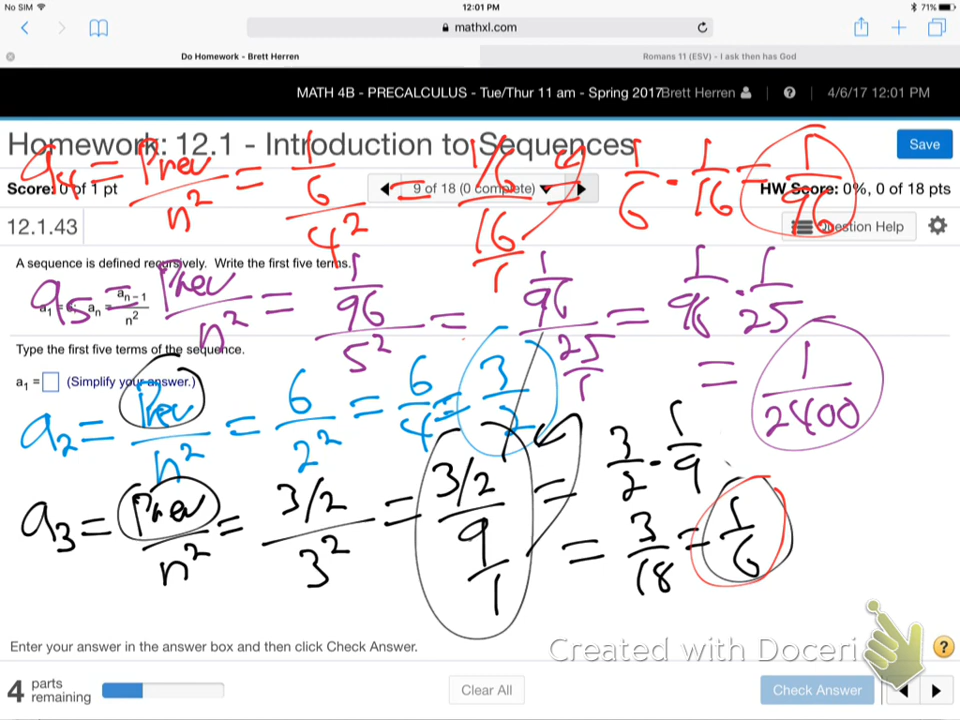 No SIM 12:01 PM 71%
mathxl.com
Do Homework - Brett Herren Romans 11 (ESV) - I ask then has God
MATH 4B - PRECALCULUS - Tue/Thur 11 am - Spring 2017 Brett Herren ? 4/6/17 12:01 PM
Homework: 12.1 - Introduction to Sequences Save
a4 = Prev/n² = 1/6/4² = 1/6/16/1 = 1/6 · 1/16 = 1/96
Score: 0 of 1 pt 9 of 18 (0 complete) HW Score: 0%, 0 of 18 pts
12.1.43 Question Help
A sequence is defined recursively. Write the first five terms.
a1 = 6; an = an−1/n²
a5 = Prev/n² = 1/96/5² = 1/96/25/1 = 1/96 · 1/25
= 1/2400
Type the first five terms of the sequence.
a1 = (Simplify your answer.)
a2 = Prev/n² = 6/2² = 6/4 = 3/2
a3 = Prev/n² = 3/2/3² = 3/2/9/1 = 3/2 · 1/9
= 3/18 = 1/6
Enter your answer in the answer box and then click Check Answer.
Created with Doceri
?
4 parts remaining Clear All Check Answer